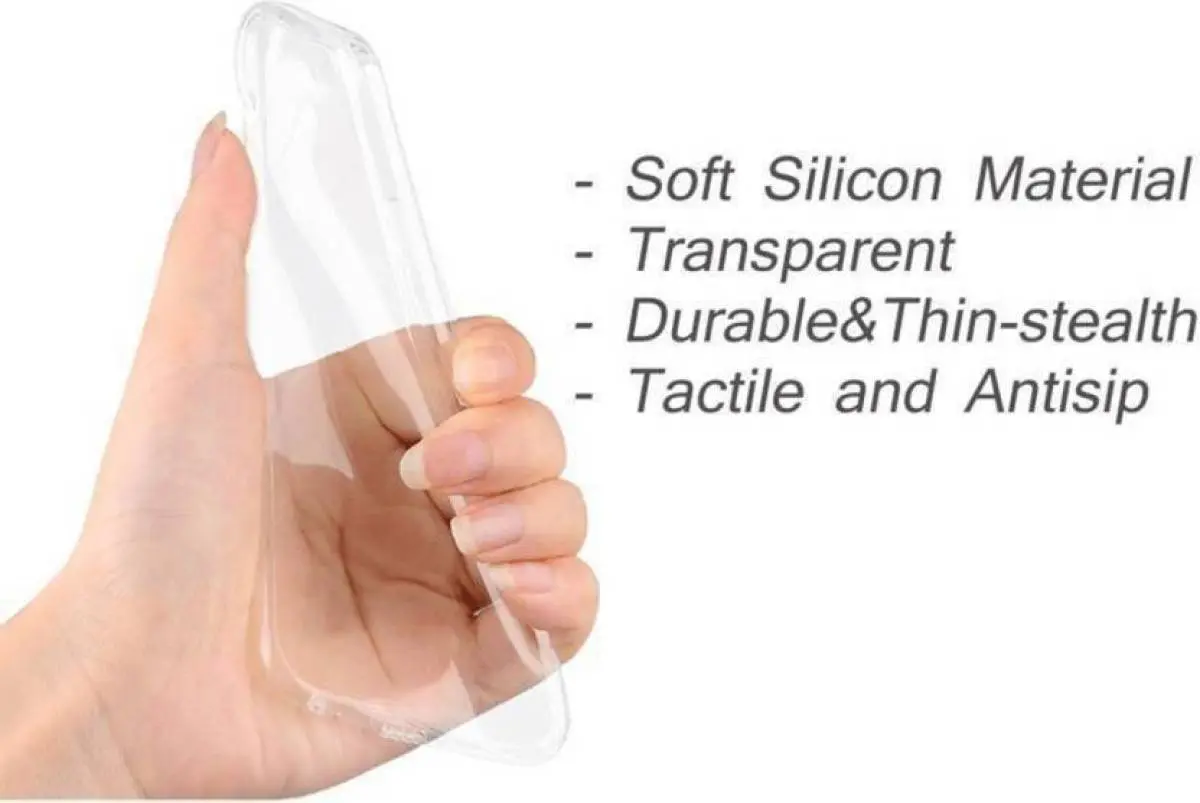 - Soft Silicon Material
- Transparent
- Durable&Thin-stealth
- Tactile and Antisip